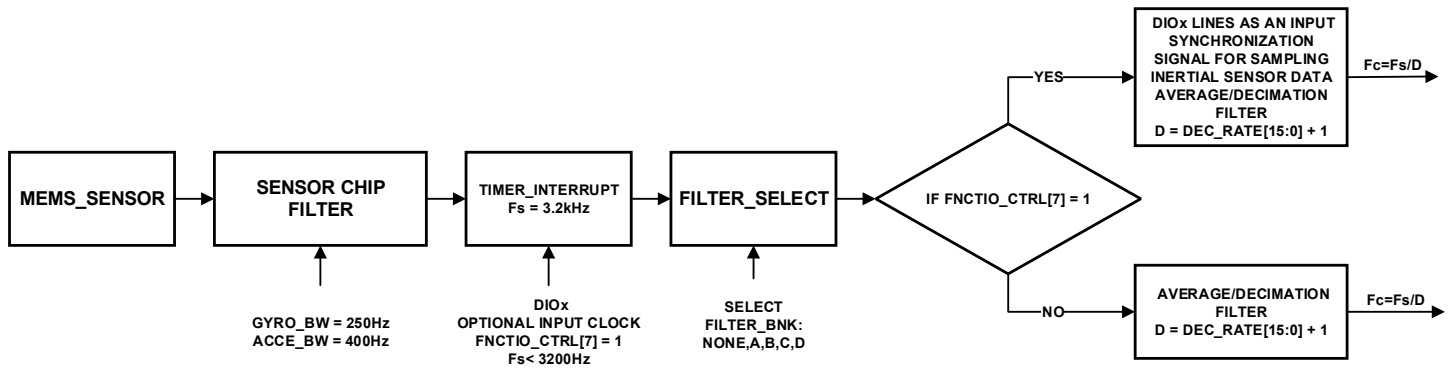 MEMS_SENSOR
SENSOR CHIP
FILTER
GYRO_BW = 250Hz
ACCE_BW = 400Hz
TIMER_INTERRUPT
Fs = 3.2kHz
DIOx
OPTIONAL INPUT CLOCK
FNCTIO_CTRL[7] = 1
Fs< 3200Hz
FILTER_SELECT
SELECT
FILTER_BNK:
NONE,A,B,C,D
IF FNCTIO_CTRL[7] = 1
YES
DIOx LINES AS AN INPUT
SYNCHRONIZATION
SIGNAL FOR SAMPLING
INERTIAL SENSOR DATA
AVERAGE/DECIMATION
FILTER
D = DEC_RATE[15:0] + 1
Fc=Fs/D
NO
AVERAGE/DECIMATION
FILTER
D = DEC_RATE[15:0] + 1
Fc=Fs/D